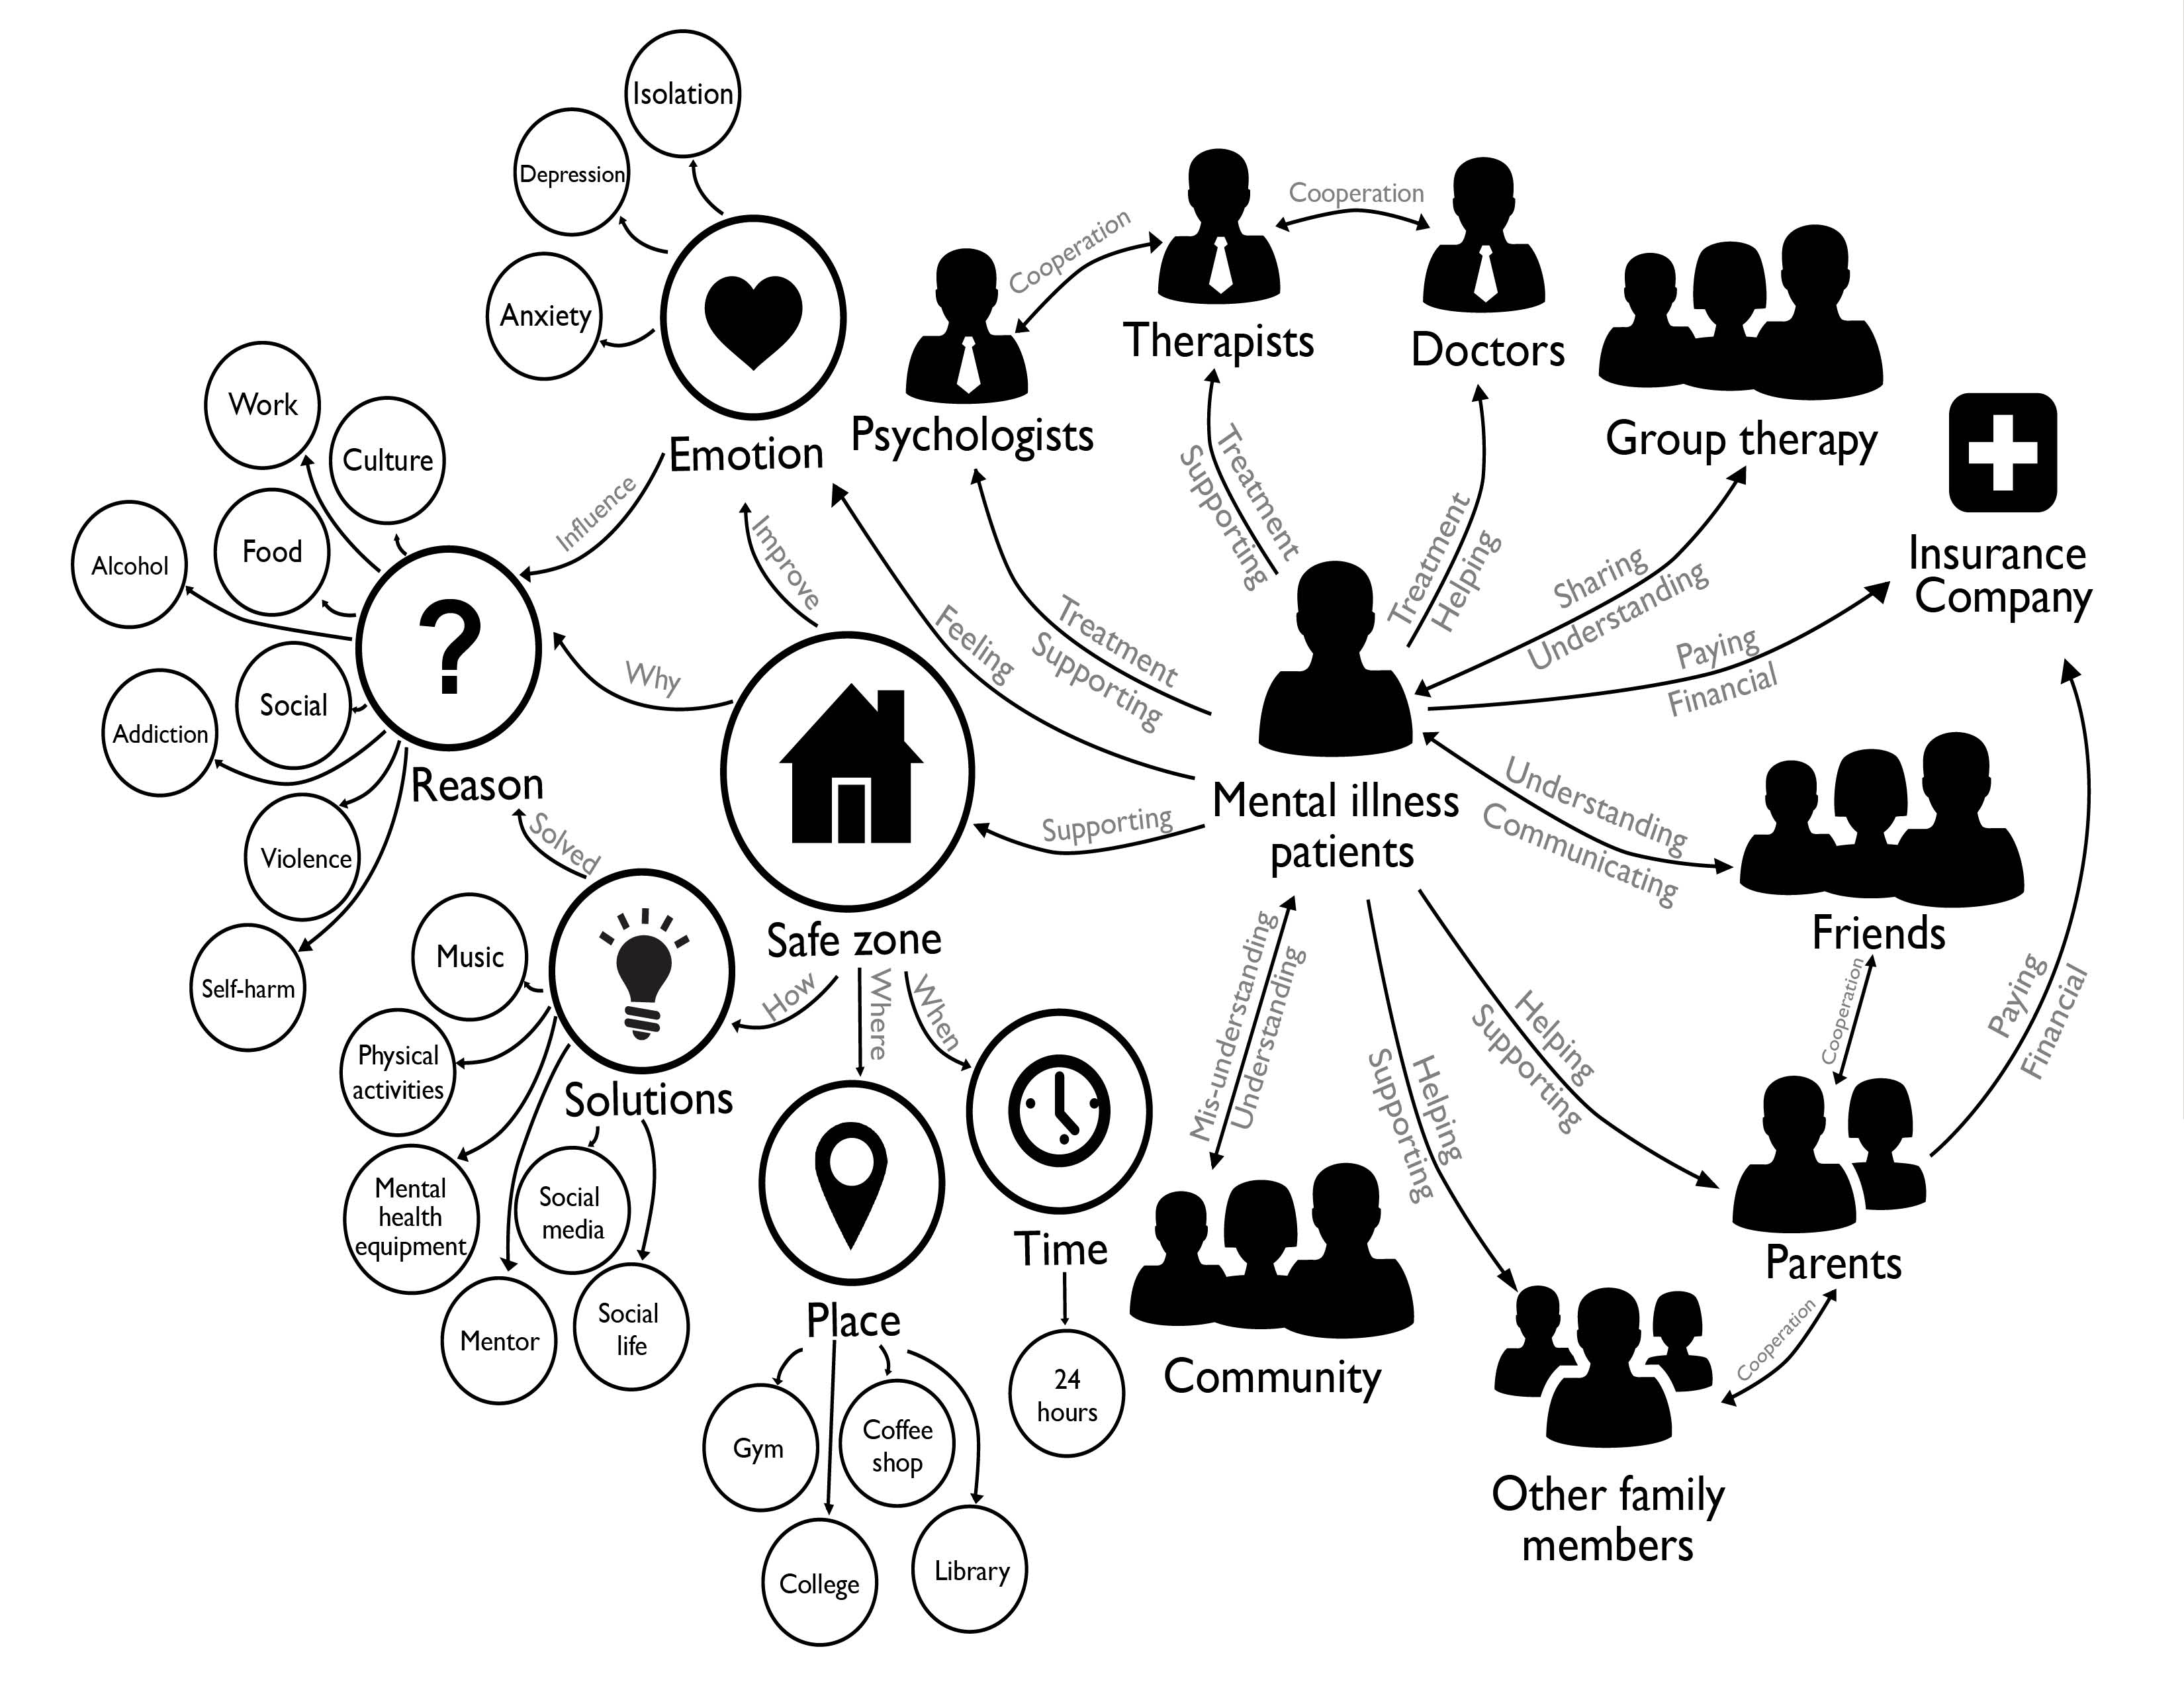 Isolation
Depression
Anxiety
Emotion
Influence
Improve
Work
Culture
Alcohol
Food
Social
Addiction
Violence
Self-harm
Reason
Why
Solved
Safe zone
How
Where
When
Music
Physical
activities
Mental
health
equipment
Mentor
Social
media
Social
life
Solutions
Place
Gym
College
Coffee
shop
Library
Time
24
hours
Psychologists
Cooperation
Therapists
Cooperation
Doctors
Group therapy
Insurance
Company
Feeling
Treatment
Supporting
Treatment
Supporting
Treatment
Helping
Sharing
Understanding
Paying
Financial
Supporting
Mental illness
patients
Understanding
Communicating
Friends
Cooperation
Paying
Financial
Mis-understanding
Understanding
Community
Helping
Supporting
Helping
Supporting
Parents
Cooperation
Other family
members